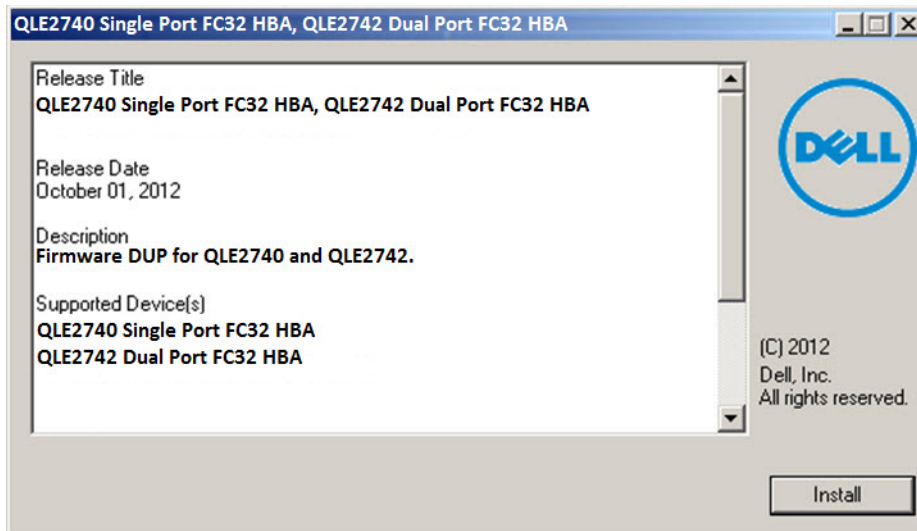 QLE2740 Single Port FC32 HBA, QLE2742 Dual Port FC32 HBA
Release Title
QLE2740 Single Port FC32 HBA, QLE2742 Dual Port FC32 HBA
Release Date
October 01, 2012
Description
Firmware DUP for QLE2740 and QLE2742.
Supported Device(s)
QLE2740 Single Port FC32 HBA
QLE2742 Dual Port FC32 HBA
DELL
(C) 2012
Dell, Inc.
All rights reserved.
Install